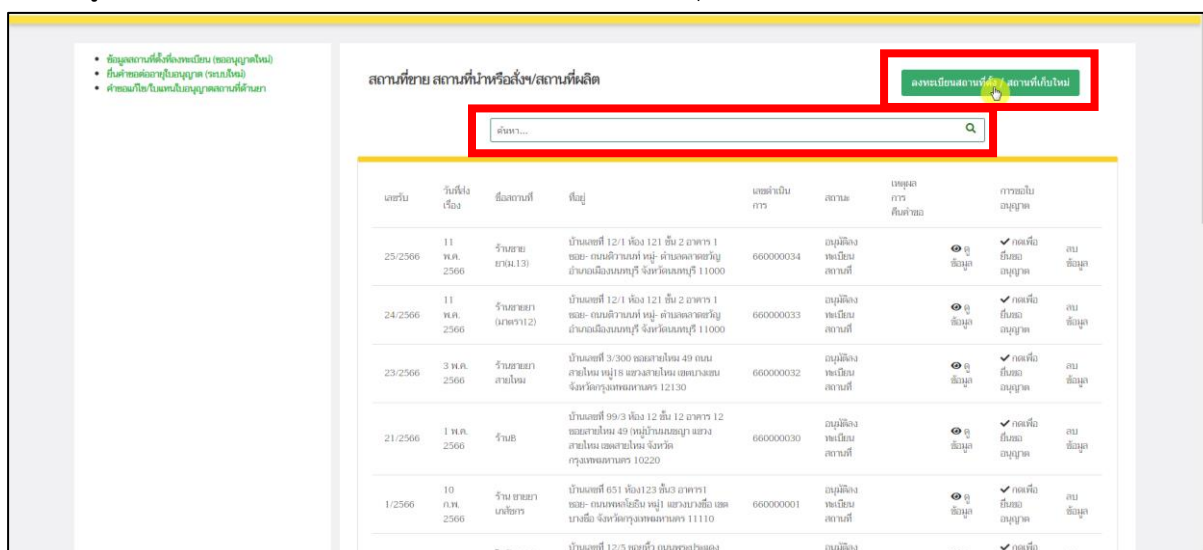 ข้อมูลสถานที่ตั้งที่ลงทะเบียน (ขออนุญาตใหม่)
ยื่นคำขอต่ออายุใบอนุญาต (ระบบใหม่)
คำขอแก้ไข/ใบแทนใบอนุญาตสถานที่ด้านยา
สถานที่ขาย สถานที่นำหรือสั่งฯ/สถานที่ผลิต
ลงทะเบียนสถานที่ตั้ง / สถานที่เก็บใหม่
ค้นหา....
เลขรับ วันที่ส่งเรื่อง ชื่อสถานที่ ที่อยู่ เลขดำเนินการ สถานะ เหตุผลการคืนคำขอ การขอใบอนุญาต
25/2566
11
พ.ค.
2566
ร้านขาย
ยา(ม.13)
บ้านเลขที่ 12/1 ห้อง 121 ชั้น 2 อาคาร 1
ซอย- ถนนติวานนท์ หมู่- ตำบลตลาดขวัญ
อำเภอเมืองนนทบุรี จังหวัดนนทบุรี 11000
660000034
อนุมัติลง
ทะเบียน
สถานที่
ดู
ข้อมูล
กดเพื่อ
ยื่นขอ
อนุญาต
ลบ
ข้อมูล
24/2566
11
พ.ค.
2566
ร้านขายยา
(มาตรา12)
บ้านเลขที่ 12/1 ห้อง 121 ชั้น 2 อาคาร 1
ซอย- ถนนติวานนท์ หมู่- ตำบลตลาดขวัญ
อำเภอเมืองนนทบุรี จังหวัดนนทบุรี 11000
660000033
อนุมัติลง
ทะเบียน
สถานที่
ดู
ข้อมูล
กดเพื่อ
ยื่นขอ
อนุญาต
ลบ
ข้อมูล
23/2566
3 พ.ค.
2566
ร้านขายยา
สายไหม
บ้านเลขที่ 3/300 ซอยสายไหม 49 ถนน
สายไหม หมู่18 แขวงสายไหม เขตบางเขน
จังหวัดกรุงเทพมหานคร 12130
660000032
อนุมัติลง
ทะเบียน
สถานที่
ดู
ข้อมูล
กดเพื่อ
ยื่นขอ
อนุญาต
ลบ
ข้อมูล
21/2566
1 พ.ค.
2566
ร้านB
บ้านเลขที่ 99/3 ห้อง 12 ชั้น 12 อาคาร 12
ซอยสายไหม 49 แขวง
สายไหม เขตสายไหม จังหวัด
กรุงเทพมหานคร 10220
660000030
อนุมัติลง
ทะเบียน
สถานที่
ดู
ข้อมูล
กดเพื่อ
ยื่นขอ
อนุญาต
ลบ
ข้อมูล
1/2566
10
ก.พ.
2566
ร้าน ขายยา
เภสัชกร
บ้านเลขที่ 651 ห้อง123 ชั้น3 อาคาร1
ซอย- ถนนพหลโยธิน หมู่1 แขวงบางซื่อ เขต
บางซื่อ จังหวัดกรุงเทพมหานคร 11110
660000001
อนุมัติลง
ทะเบียน
สถานที่
ดู
ข้อมูล
กดเพื่อ
ยื่นขอ
อนุญาต
ลบ
ข้อมูล
บ้านเลขที่ 12/5
อนุมัติลง
กดเพื่อ